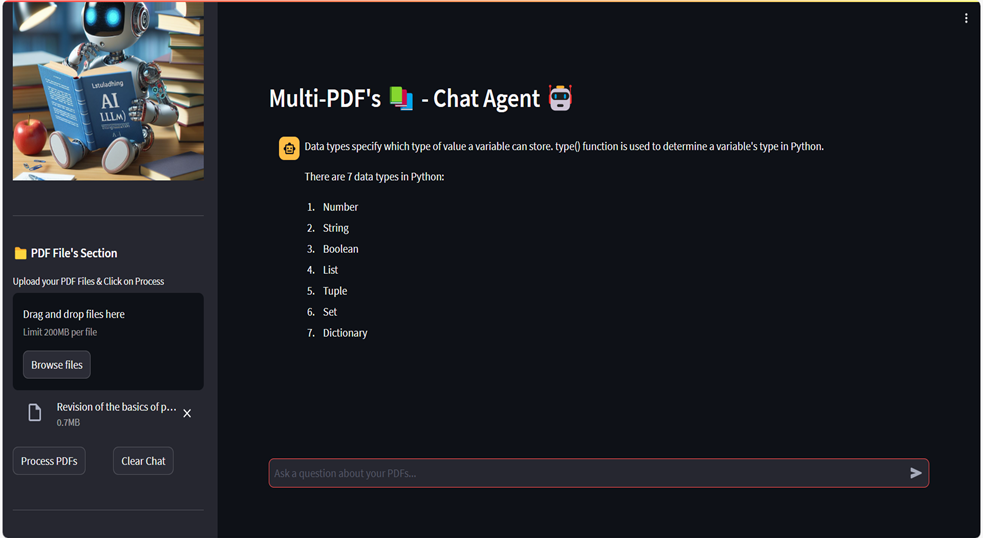 Lstuladhing
AI
LLLm)
PDF File's Section
Upload your PDF Files & Click on Process
Drag and drop files here
Limit 200MB per file
Browse files
Revision of the basics of p...
0.7MB
Process PDFs
Clear Chat
Multi-PDF's - Chat Agent
Data types specify which type of value a variable can store. type() function is used to determine a variable's type in Python.
There are 7 data types in Python:
1. Number
2. String
3. Boolean
4. List
5. Tuple
6. Set
7. Dictionary
Ask a question about your PDFs...